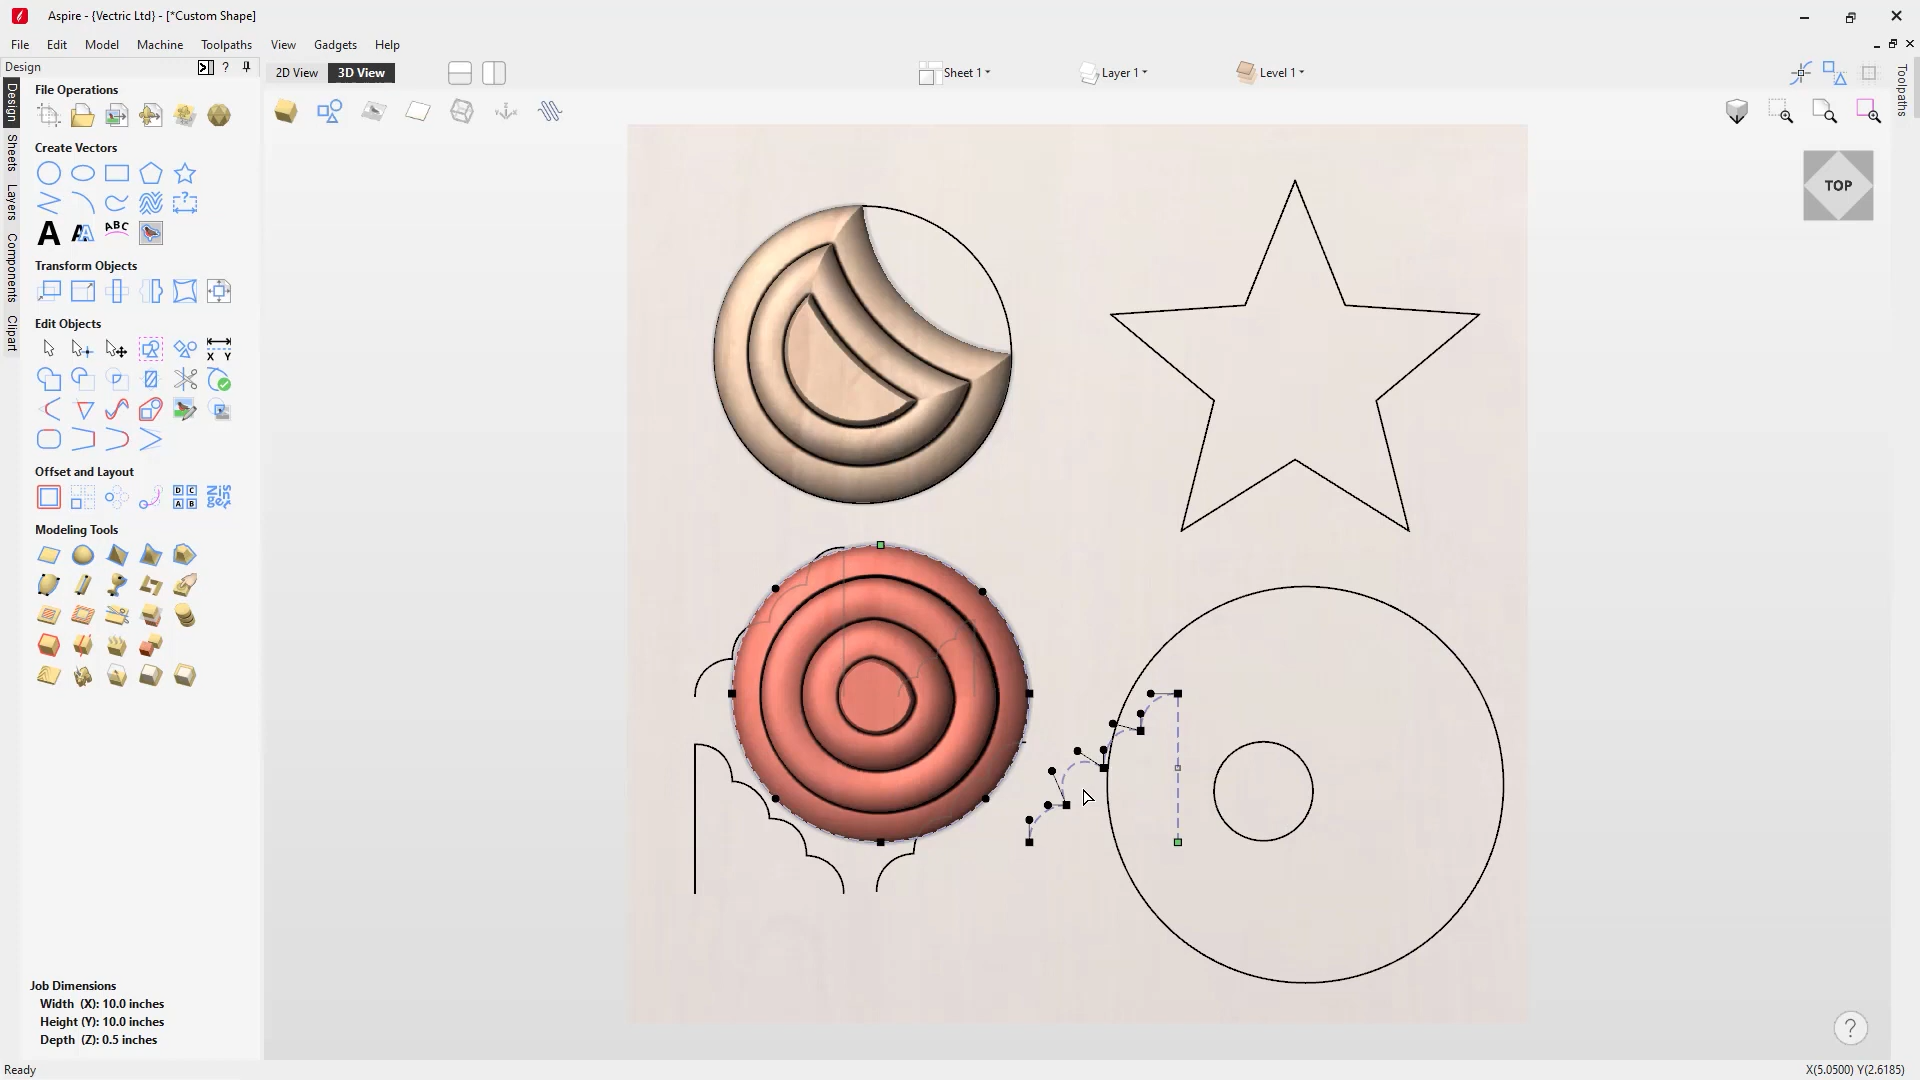 Aspire - {Vectric Ltd} - [*Custom Shape]
File Edit Model Machine Toolpaths View Gadgets Help
Design
2D View 3D View Sheet 1 Layer 1 Level 1
Design
Sheets
Layers
Components
Clipart
Toolpaths
File Operations
Create Vectors
A A ABC
Transform Objects
Edit Objects
X Y
Offset and Layout
Modeling Tools
TOP
Job Dimensions
Width (X): 10.0 inches
Height (Y): 10.0 inches
Depth (Z): 0.5 inches
Ready
X(5.0500) Y(2.6185)